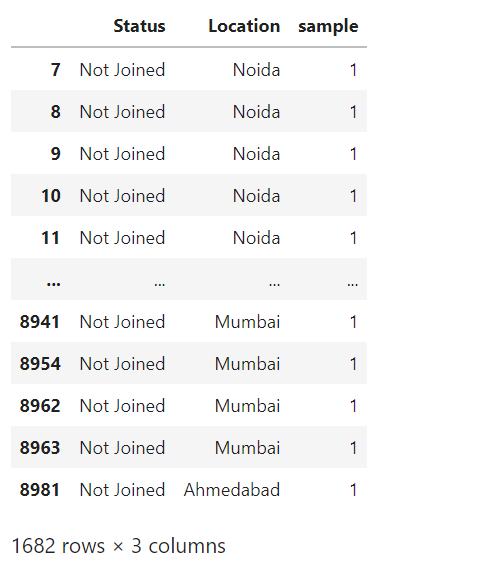 Status Location sample
7 Not Joined Noida 1
8 Not Joined Noida 1
9 Not Joined Noida 1
10 Not Joined Noida 1
11 Not Joined Noida 1
... ... ... ...
8941 Not Joined Mumbai 1
8954 Not Joined Mumbai 1
8962 Not Joined Mumbai 1
8963 Not Joined Mumbai 1
8981 Not Joined Ahmedabad 1
1682 rows × 3 columns